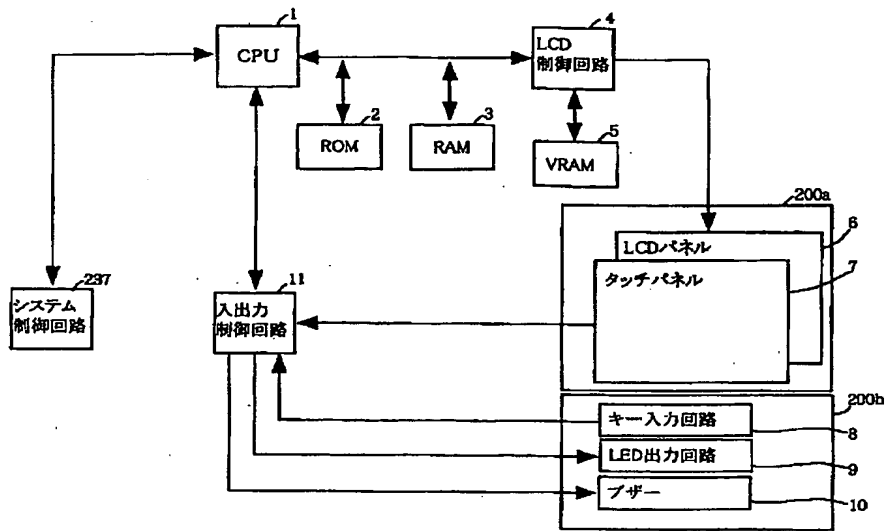 1
CPU
4
LCD
制御回路
2
ROM
3
RAM
5
VRAM
200a
6
LCDパネル
7
タッチパネル
237
システム
制御回路
11
入出力
制御回路
200b
キー入力回路
8
LED出力回路
9
ブザー
10